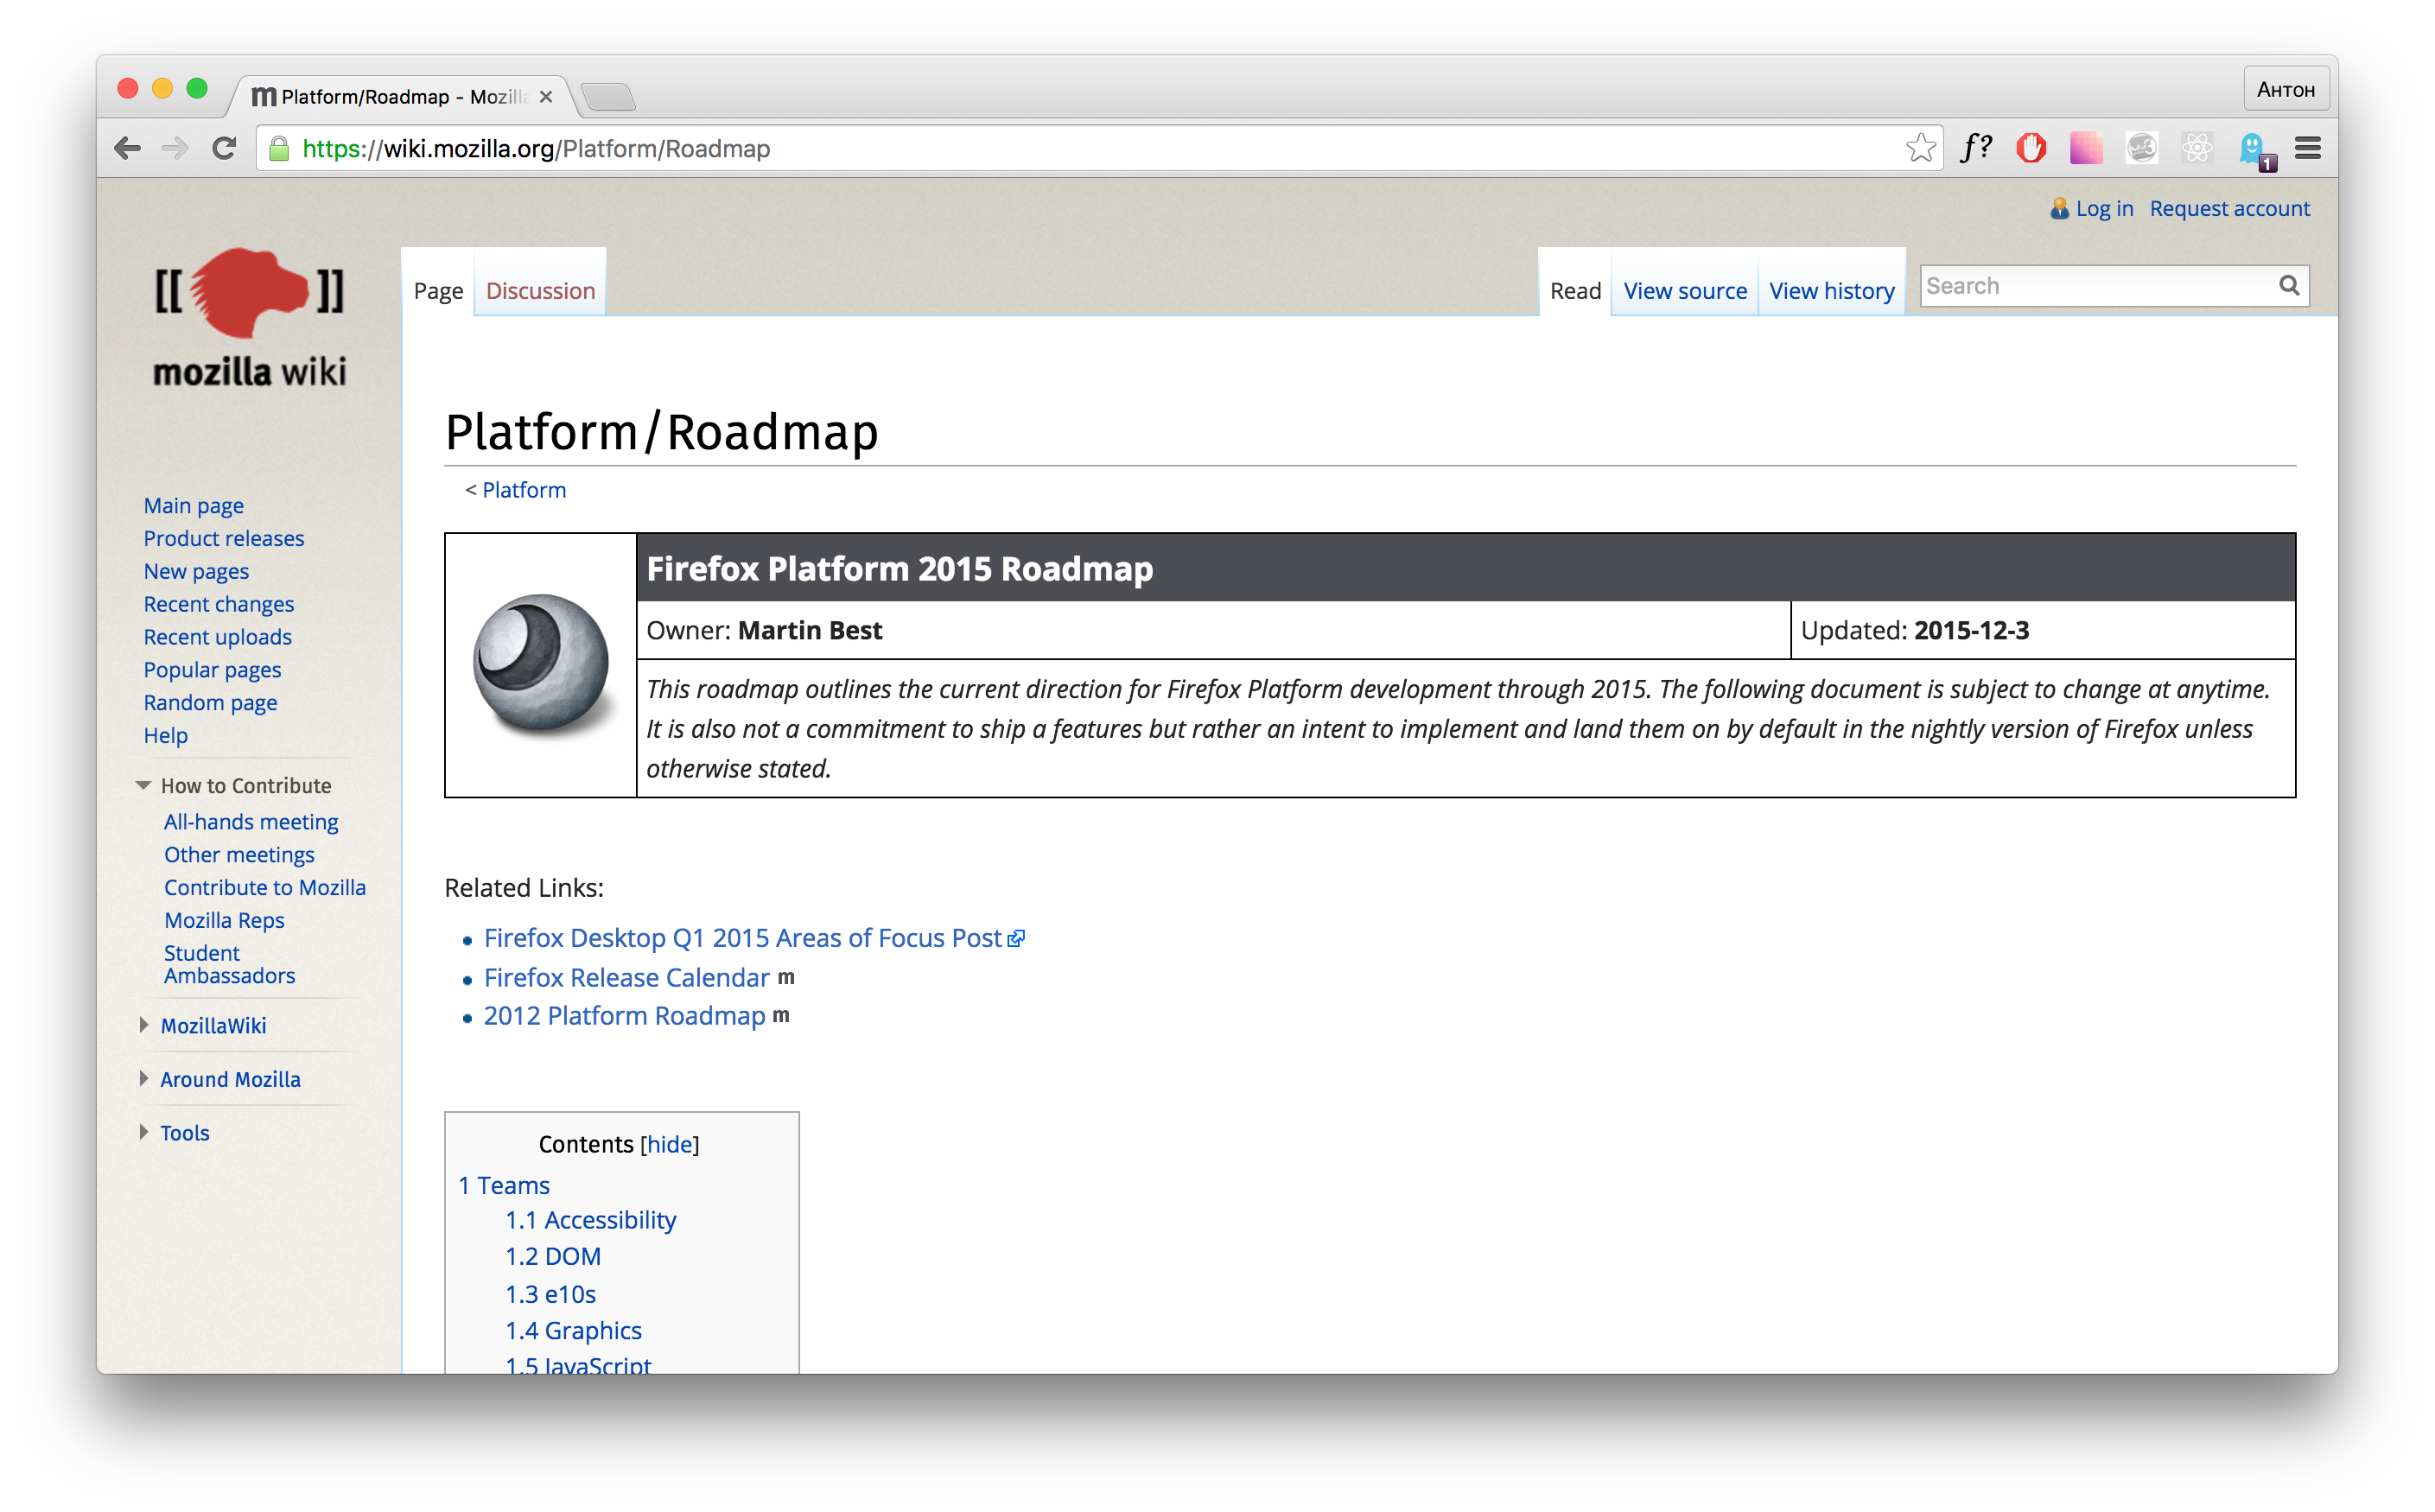 Platform/Roadmap - Mozill
Антон
https://wiki.mozilla.org/Platform/Roadmap
f?
1
Log in Request account
[[ ]]
mozilla wiki
Page Discussion
Read View source View history
Search
Platform/Roadmap
< Platform
Main page
Product releases
New pages
Recent changes
Recent uploads
Popular pages
Random page
Help
How to Contribute
All-hands meeting
Other meetings
Contribute to Mozilla
Mozilla Reps
Student
Ambassadors
MozillaWiki
Around Mozilla
Tools
Firefox Platform 2015 Roadmap
Owner: Martin Best
Updated: 2015-12-3
This roadmap outlines the current direction for Firefox Platform development through 2015. The following document is subject to change at anytime.
It is also not a commitment to ship a features but rather an intent to implement and land them on by default in the nightly version of Firefox unless
otherwise stated.
Related Links:
Firefox Desktop Q1 2015 Areas of Focus Post
Firefox Release Calendar m
2012 Platform Roadmap m
Contents [hide]
1 Teams
1.1 Accessibility
1.2 DOM
1.3 e10s
1.4 Graphics
1.5 JavaScript